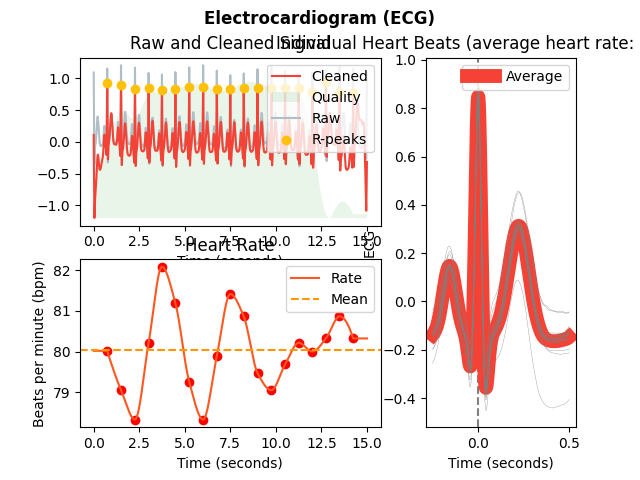 Electrocardiogram (ECG)
Raw and Cleaned Signal
Individual Heart Beats (average heart rate:
1.0
0.5
0.0
−0.5
−1.0
Cleaned
Quality
Raw
R-peaks
0.0 2.5 5.0 7.5 10.0 12.5 15.0
Time (seconds)
Heart Rate
82
81
80
79
Beats per minute (bpm)
Rate
Mean
0.0 2.5 5.0 7.5 10.0 12.5 15.0
Time (seconds)
ECG
1.0
0.8
0.6
0.4
0.2
0.0
−0.2
−0.4
Average
0.0 0.5
Time (seconds)